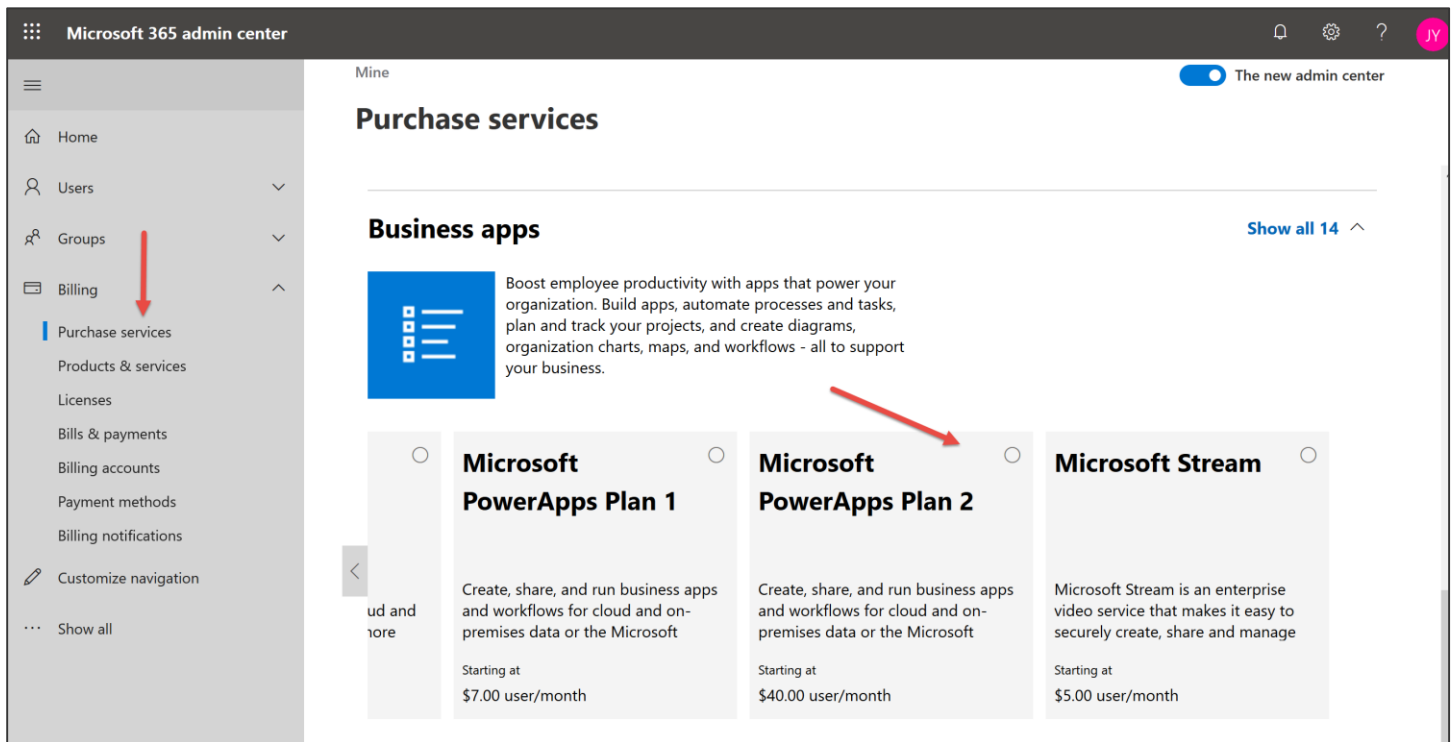 Microsoft 365 admin center
?
JY
Mine
The new admin center
Purchase services
Home
Users
Groups
Billing
Purchase services
Products & services
Licenses
Bills & payments
Billing accounts
Payment methods
Billing notifications
Customize navigation
Show all
Business apps
Show all 14
Boost employee productivity with apps that power your
organization. Build apps, automate processes and tasks,
plan and track your projects, and create diagrams,
organization charts, maps, and workflows - all to support
your business.
ud and
nore
Microsoft
PowerApps Plan 1
Create, share, and run business apps
and workflows for cloud and on-
premises data or the Microsoft
Starting at
$7.00 user/month
Microsoft
PowerApps Plan 2
Create, share, and run business apps
and workflows for cloud and on-
premises data or the Microsoft
Starting at
$40.00 user/month
Microsoft Stream
Microsoft Stream is an enterprise
video service that makes it easy to
securely create, share and manage
Starting at
$5.00 user/month